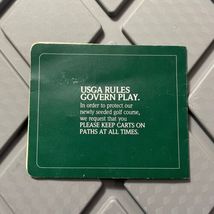 USGA RULES
GOVERN PLAY.
In order to protect our
newly seeded golf course,
we request that you
PLEASE KEEP CARTS ON
PATHS AT ALL TIMES.